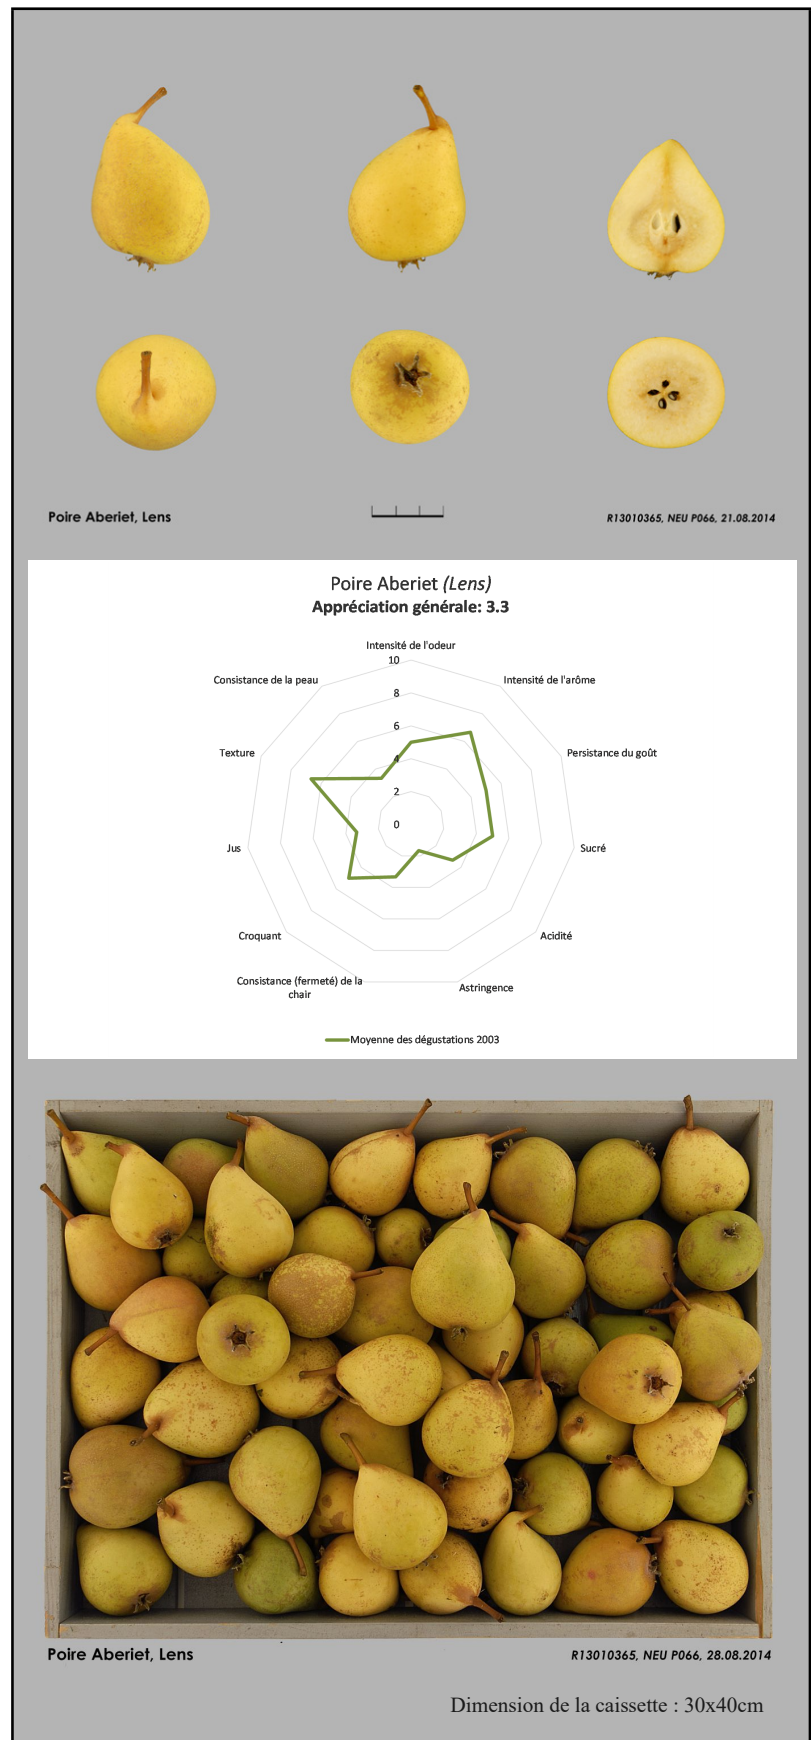 Poire Aberiet, Lens
R13010365, NEU P066, 21.08.2014
Poire Aberiet (Lens)
Appréciation générale: 3.3
Intensité de l'odeur
Intensité de l'arôme
Persistance du goût
Sucré
Acidité
Astringence
Consistance (fermeté) de la
chair
Croquant
Jus
Texture
Consistance de la peau
10
8
6
4
2
0
Moyenne des dégustations 2003
Poire Aberiet, Lens
R13010365, NEU P066, 28.08.2014
Dimension de la caissette : 30x40cm